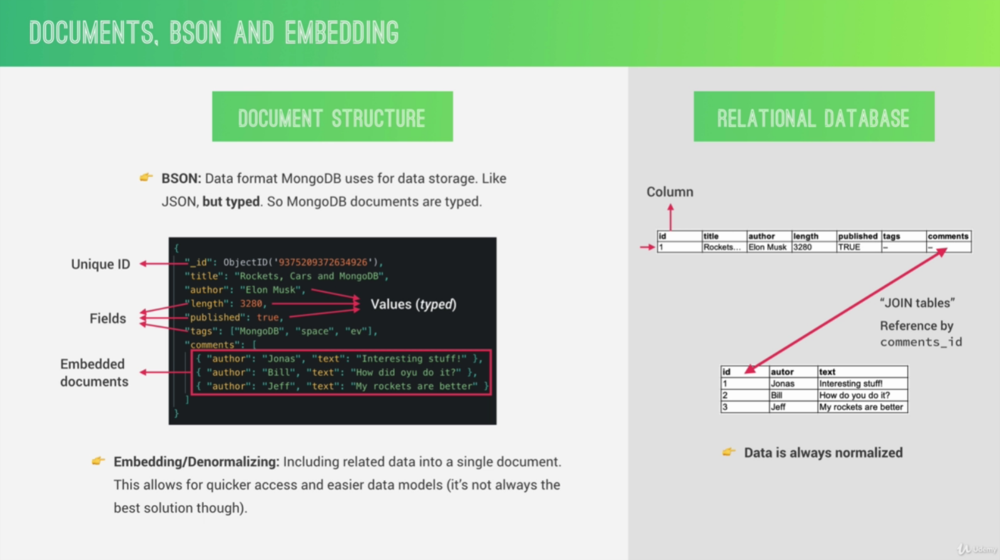 DOCUMENTS, BSON AND EMBEDDING
DOCUMENT STRUCTURE
BSON: Data format MongoDB uses for data storage. Like
JSON, but typed. So MongoDB documents are typed.
Unique ID
Fields
Embedded
documents
{
"_id": ObjectID('9375209372634926'),
"title": "Rockets, Cars and MongoDB",
"author": "Elon Musk",
"length": 3280,
"published": true,
"tags": ["MongoDB", "space", "ev"],
"comments": [
{ "author": "Jonas", "text": "Interesting stuff!" },
{ "author": "Bill", "text": "How did oyu do it?" },
{ "author": "Jeff", "text": "My rockets are better" }
]
}
Values (typed)
Embedding/Denormalizing: Including related data into a single document.
This allows for quicker access and easier data models (it's not always the
best solution though).
RELATIONAL DATABASE
Column
id title author length published tags comments
1 Rockets... Elon Musk 3280 TRUE – –
“JOIN tables”
Reference by
comments_id
id autor text
1 Jonas Interesting stuff!
2 Bill How do you do it?
3 Jeff My rockets are better
Data is always normalized
Udemy